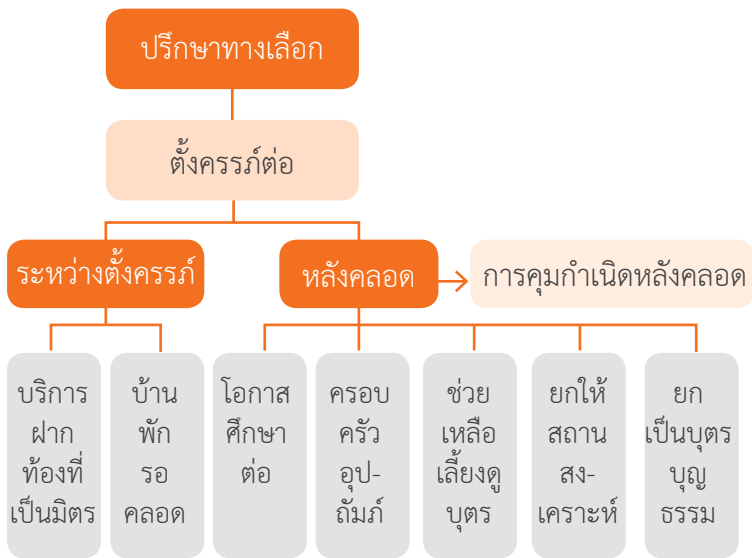 ปรึกษาทางเลือก
ตั้งครรภ์ต่อ
ระหว่างตั้งครรภ์
หลังคลอด
การคุมกำเนิดหลังคลอด
บริการ
ฝาก
ท้องที่
เป็นมิตร
บ้าน
พัก
รอ
คลอด
โอกาส
ศึกษา
ต่อ
ครอบ
ครัว
อุป-
ถัมภ์
ช่วย
เหลือ
เลี้ยงดู
บุตร
ยกให้
สถาน
สง-
เคราะห์
ยก
เป็นบุตร
บุญ
ธรรม